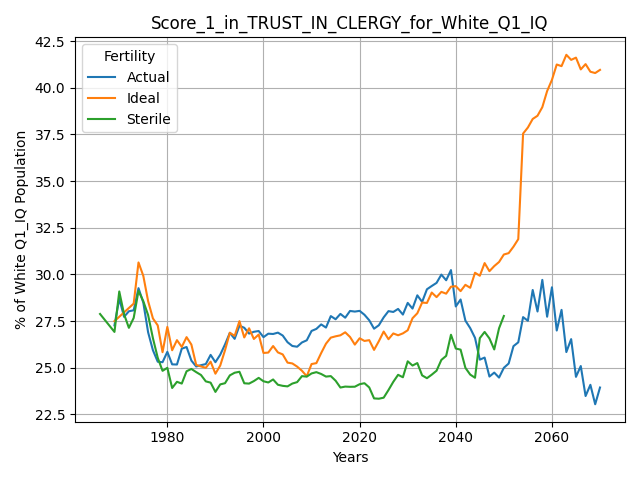 Score_1_in_TRUST_IN_CLERGY_for_White_Q1_IQ
Fertility
Actual
Ideal
Sterile
% of White Q1_IQ Population
42.5
40.0
37.5
35.0
32.5
30.0
27.5
25.0
22.5
1980
2000
2020
2040
2060
Years